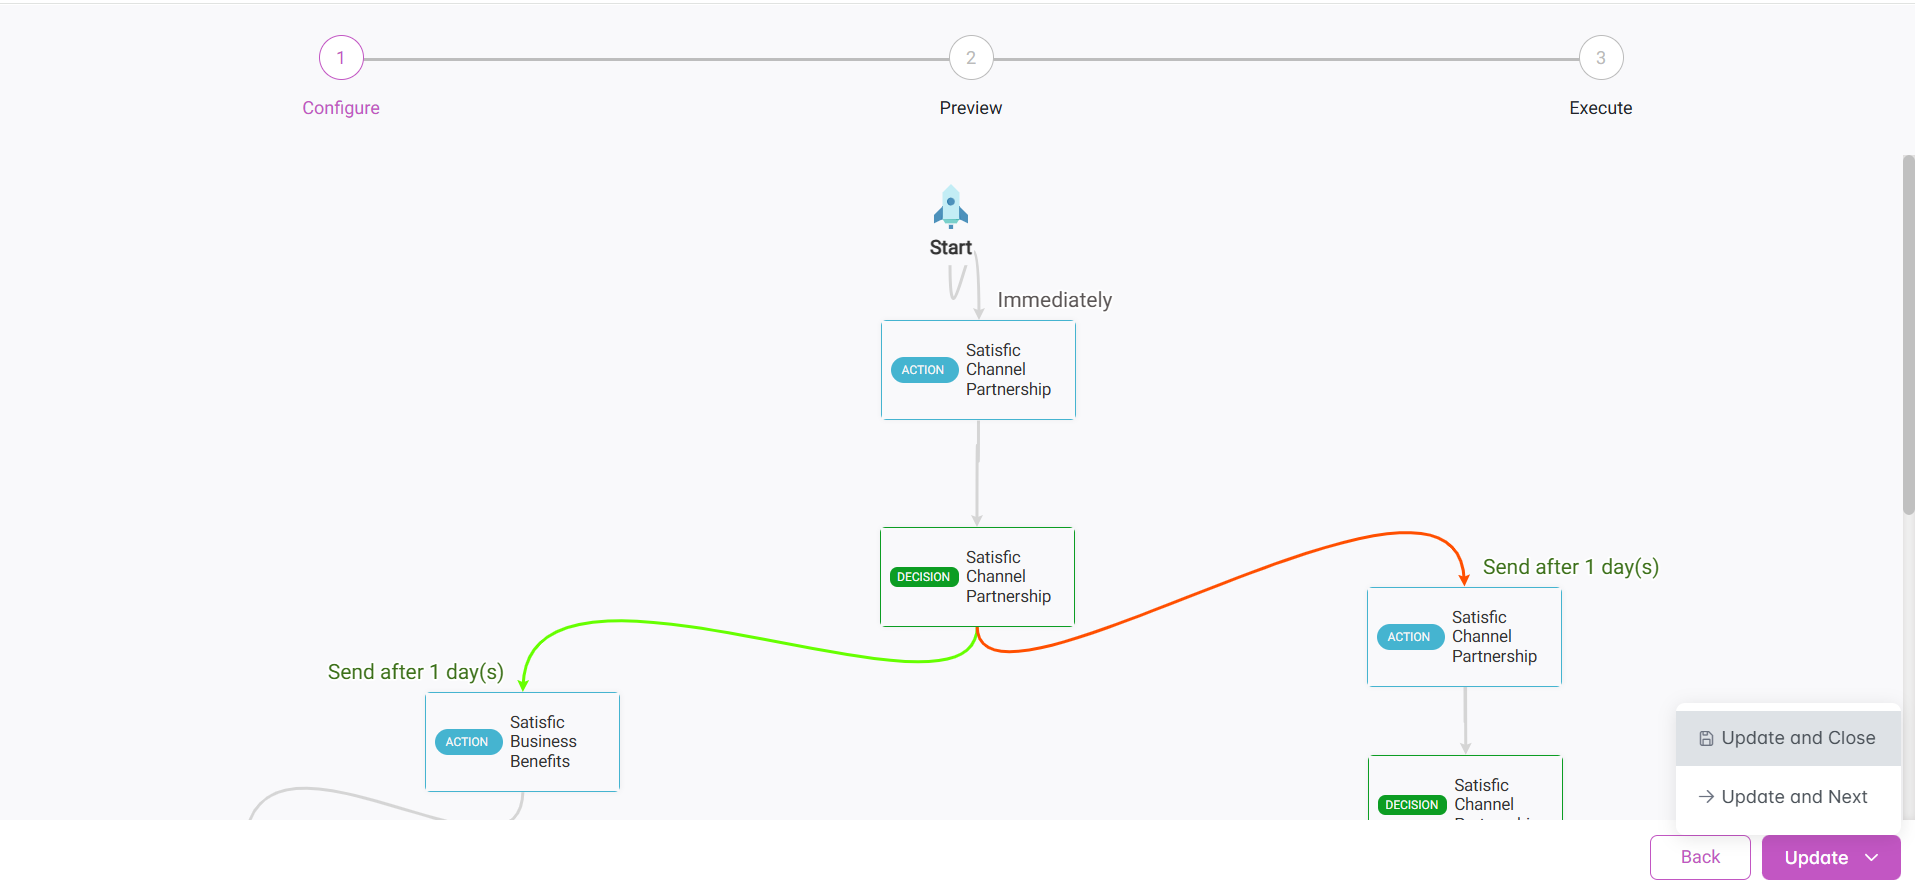 1
2
3
Configure
Preview
Execute
Start
Immediately
ACTION
Satisfic
Channel
Partnership
DECISION
Satisfic
Channel
Partnership
Send after 1 day(s)
ACTION
Satisfic
Channel
Partnership
Send after 1 day(s)
ACTION
Satisfic
Business
Benefits
DECISION
Satisfic
Channel
Update and Close
Update and Next
Back
Update